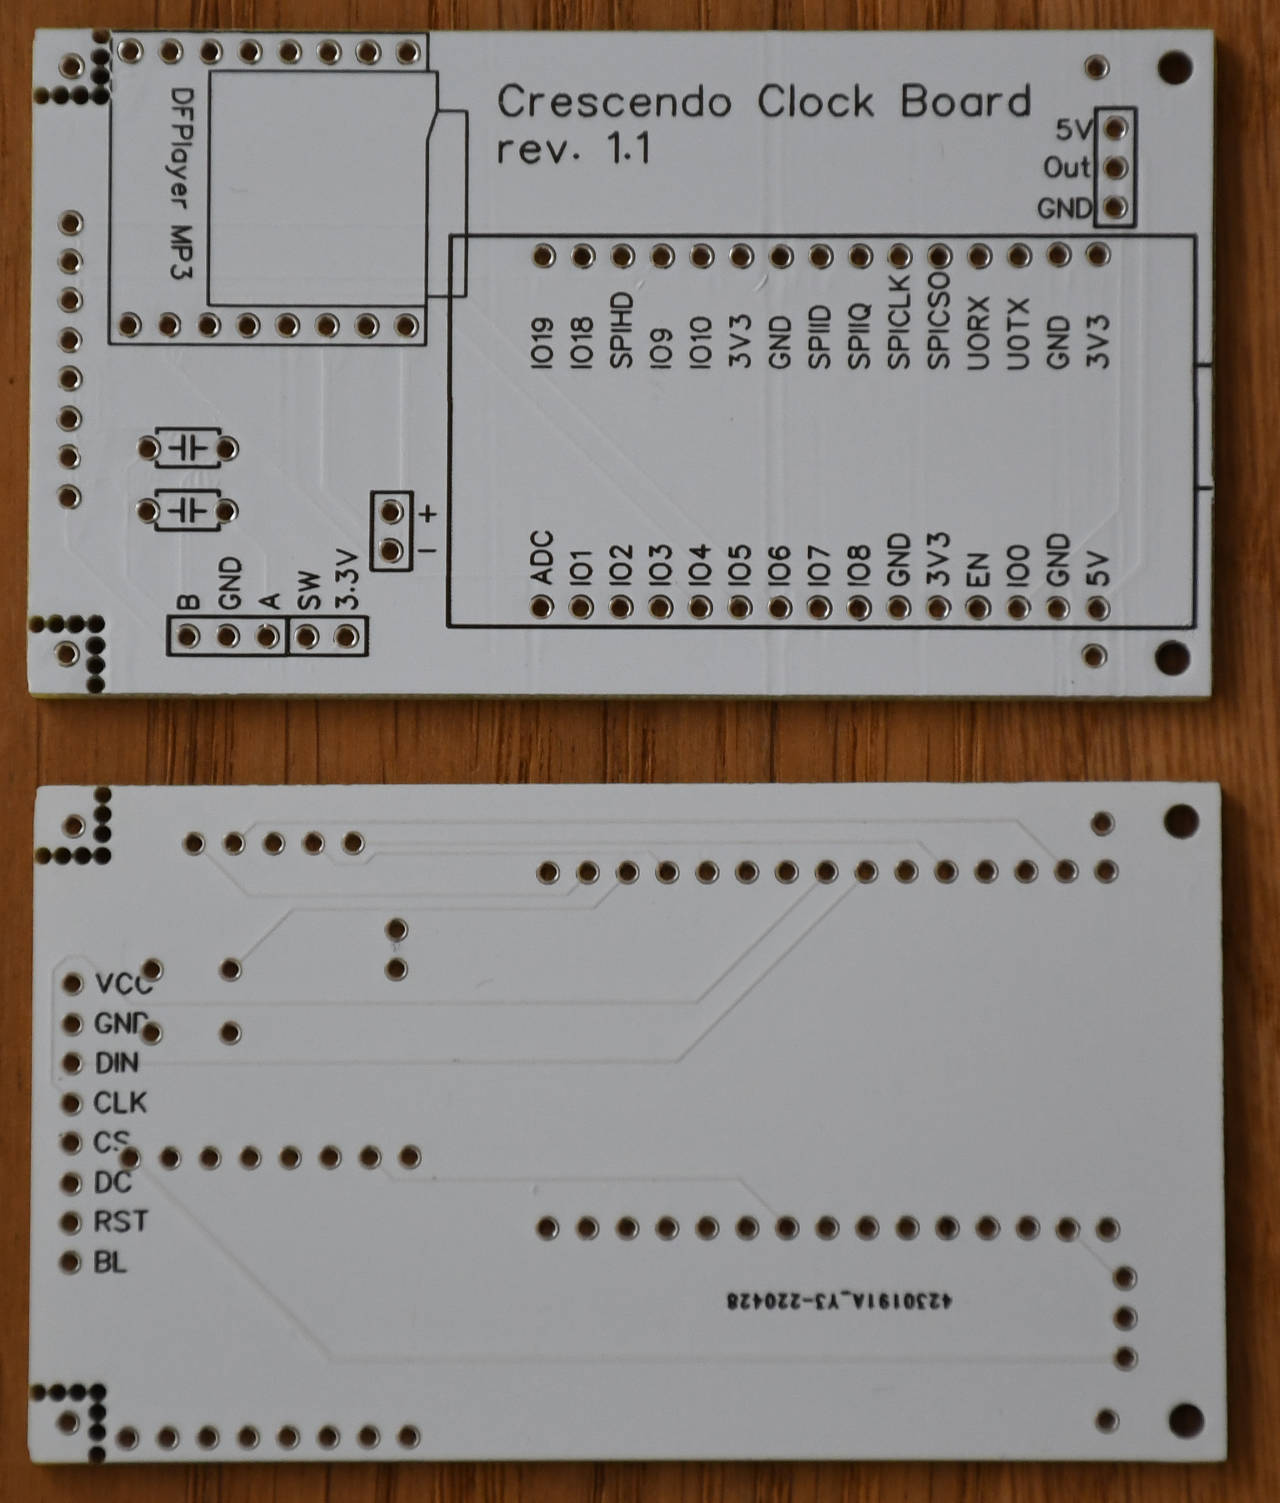 Crescendo Clock Board
rev. 1.1
DFPlayer MP3
5V
Out
GND
IO19
IO18
SPIHD
IO9
IO10
3V3
GND
SPIID
SPIIQ
SPICLK
SPICSO
UORX
UOTX
GND
3V3
+
-
ADC
IO1
IO2
IO3
IO4
IO5
IO6
IO7
IO8
GND
3V3
EN
IO0
GND
5V
B
GND
A
SW
3.3V
VCC
GND
DIN
CLK
CS
DC
RST
BL
4230191A_Y3-220428